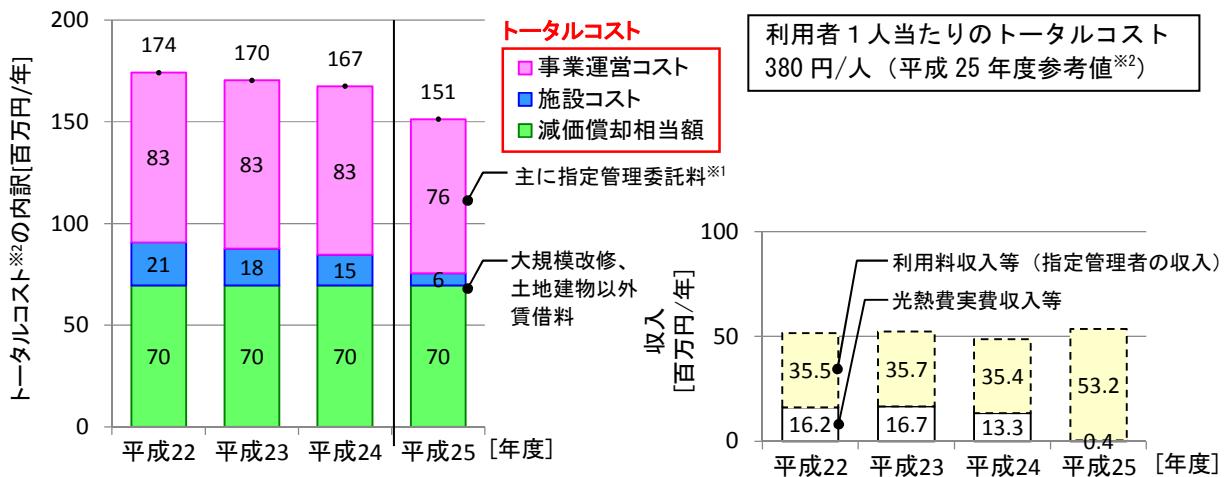 トータルコスト※2の内訳[百万円/年]
200
150
100
50
0
174
170
167
151
83
83
83
76
21
18
15
6
70
70
70
70
平成22
平成23
平成24
平成25
[年度]
トータルコスト
事業運営コスト
施設コスト
減価償却相当額
主に指定管理委託料※1
大規模改修、
土地建物以外
賃借料
利用者１人当たりのトータルコスト
380 円/人（平成 25 年度参考値※2）
収入
[百万円/年]
100
50
0
利用料収入等（指定管理者の収入）
光熱費実費収入等
35.5
35.7
35.4
53.2
16.2
16.7
13.3
0.4
平成22
平成23
平成24
平成25
[年度]